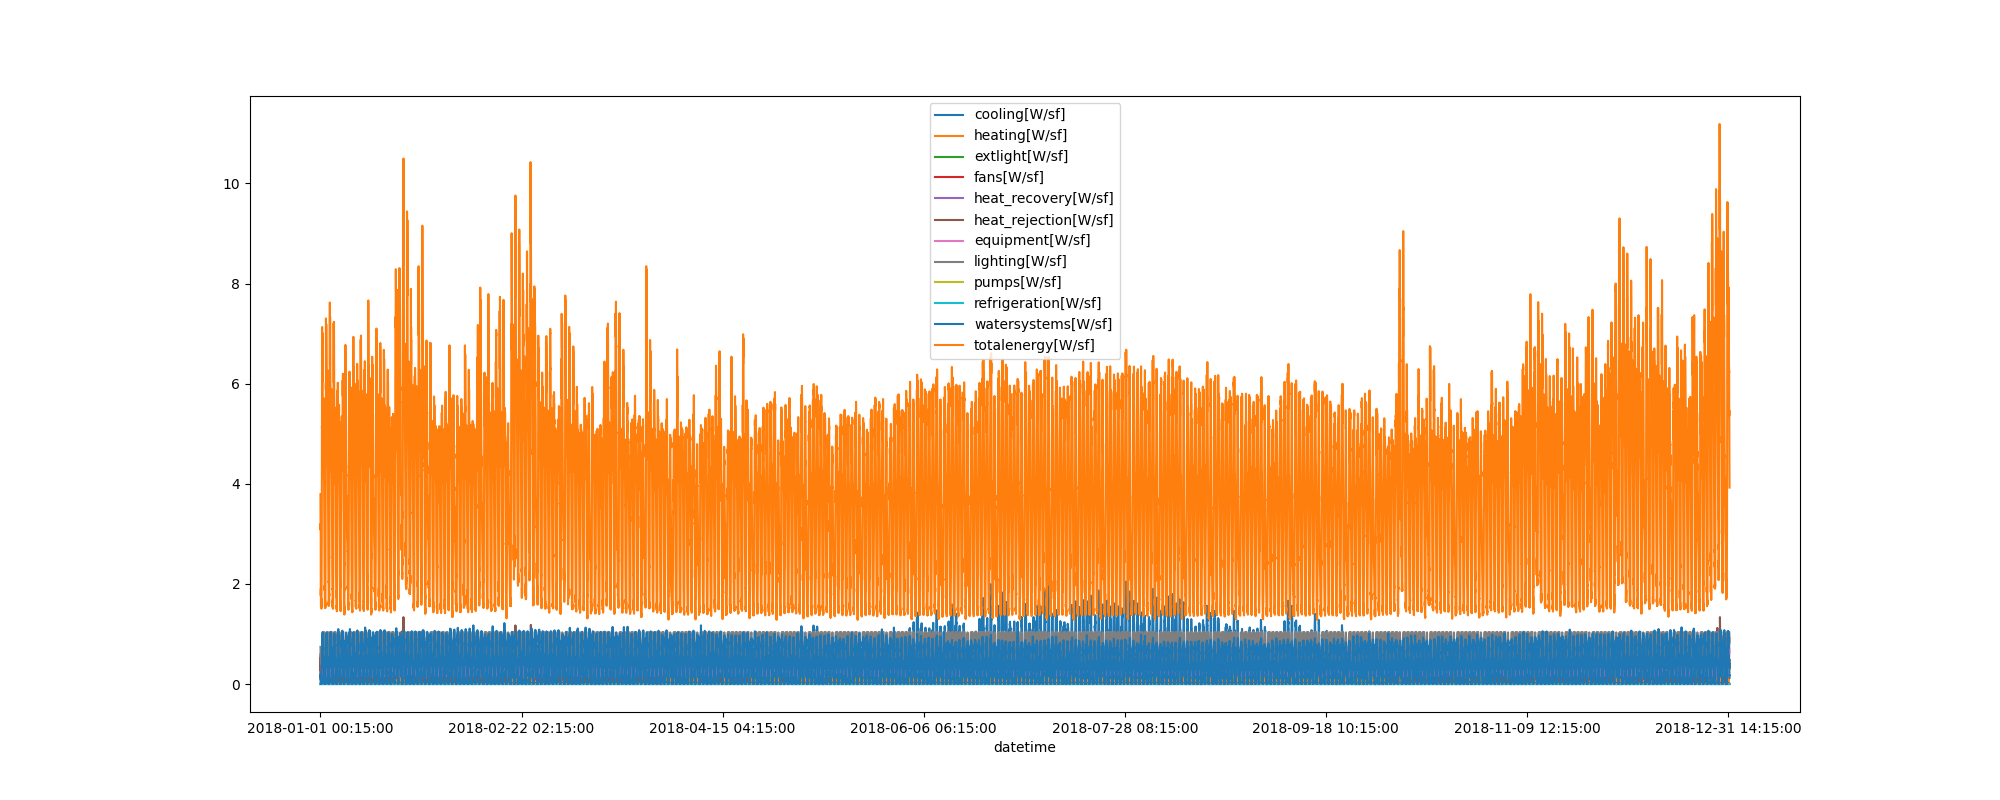 cooling[W/sf]
heating[W/sf]
extlight[W/sf]
fans[W/sf]
heat_recovery[W/sf]
heat_rejection[W/sf]
equipment[W/sf]
lighting[W/sf]
pumps[W/sf]
refrigeration[W/sf]
watersystems[W/sf]
totalenergy[W/sf]
10
8
6
4
2
0
2018-01-01 00:15:00 2018-02-22 02:15:00 2018-04-15 04:15:00 2018-06-06 06:15:00 2018-07-28 08:15:00 2018-09-18 10:15:00 2018-11-09 12:15:00 2018-12-31 14:15:00
datetime